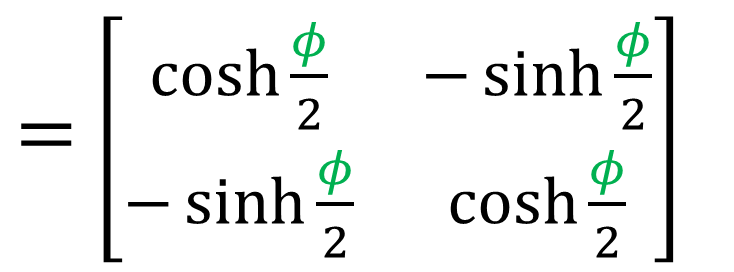 = [ cosh ϕ/2 − sinh ϕ/2
− sinh ϕ/2 cosh ϕ/2 ]